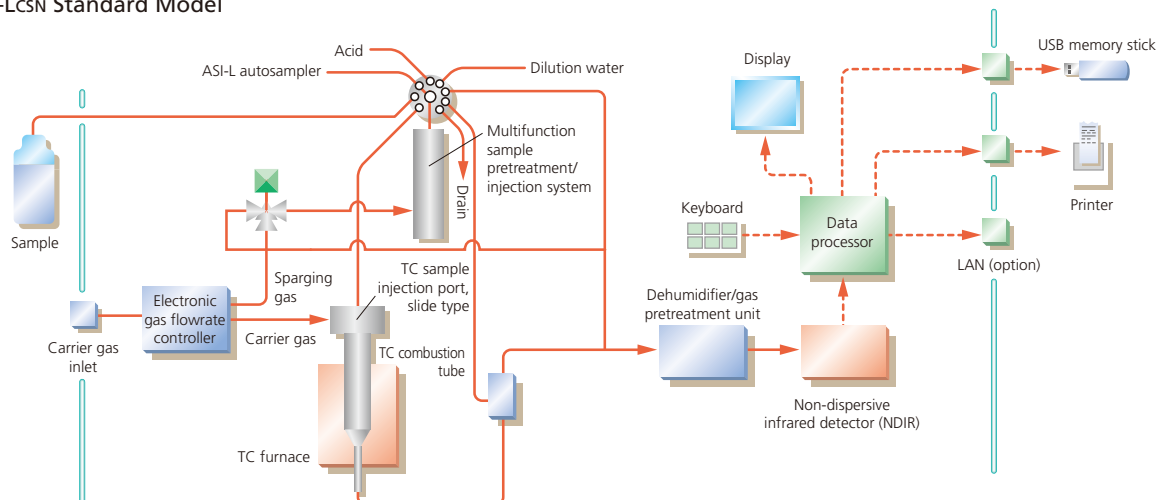 -LCSN Standard Model
Acid
ASI-L autosampler
Dilution water
Multifunction
sample
pretreatment/
injection system
Drain
Sample
Sparging
gas
TC sample
injection port,
slide type
Electronic
gas flowrate
controller
Carrier gas
Carrier gas
inlet
TC combustion
tube
TC furnace
Display
Keyboard
Data
processor
USB memory stick
Printer
LAN (option)
Dehumidifier/gas
pretreatment unit
Non-dispersive
infrared detector (NDIR)